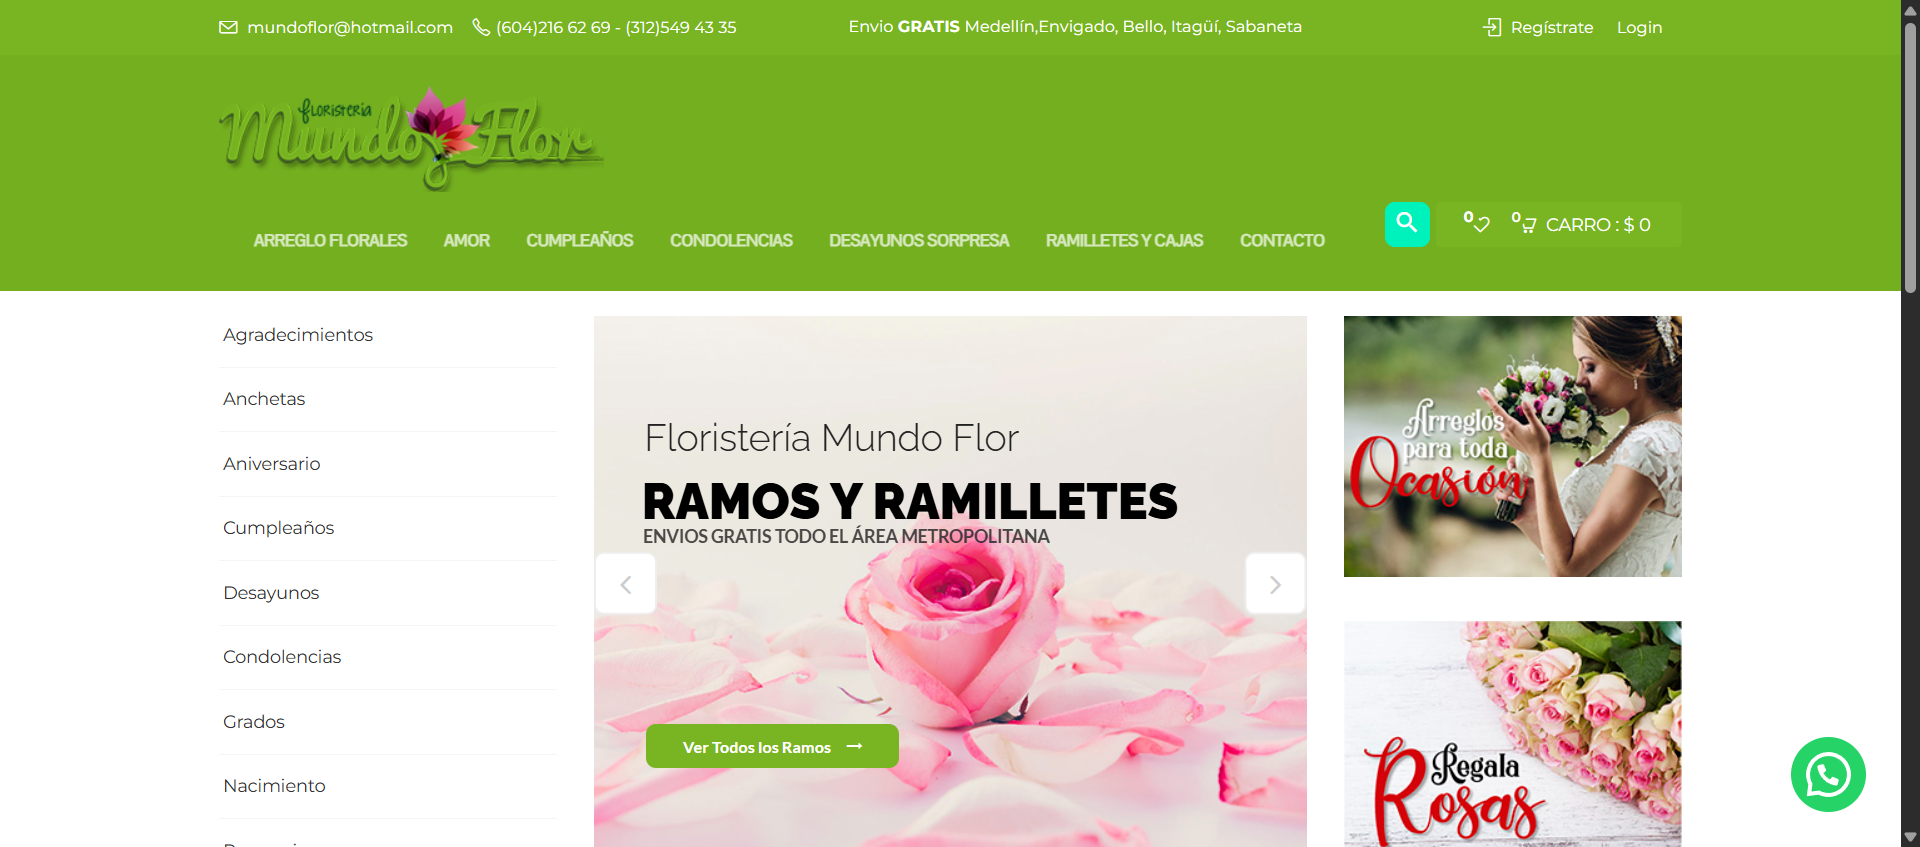 mundoflor@hotmail.com
(604)216 62 69 - (312)549 43 35
Envio GRATIS Medellín,Envigado, Bello, Itagüí, Sabaneta
Regístrate
Login
Floristería
Mundo Flor
ARREGLO FLORALES
AMOR
CUMPLEAÑOS
CONDOLENCIAS
DESAYUNOS SORPRESA
RAMILLETES Y CAJAS
CONTACTO
0
0
CARRO : $ 0
Agradecimientos
Anchetas
Aniversario
Cumpleaños
Desayunos
Condolencias
Grados
Nacimiento
Floristería Mundo Flor
RAMOS Y RAMILLETES
ENVIOS GRATIS TODO EL ÁREA METROPOLITANA
Ver Todos los Ramos
Arreglos
para toda
Ocasión
Regala
Rosas